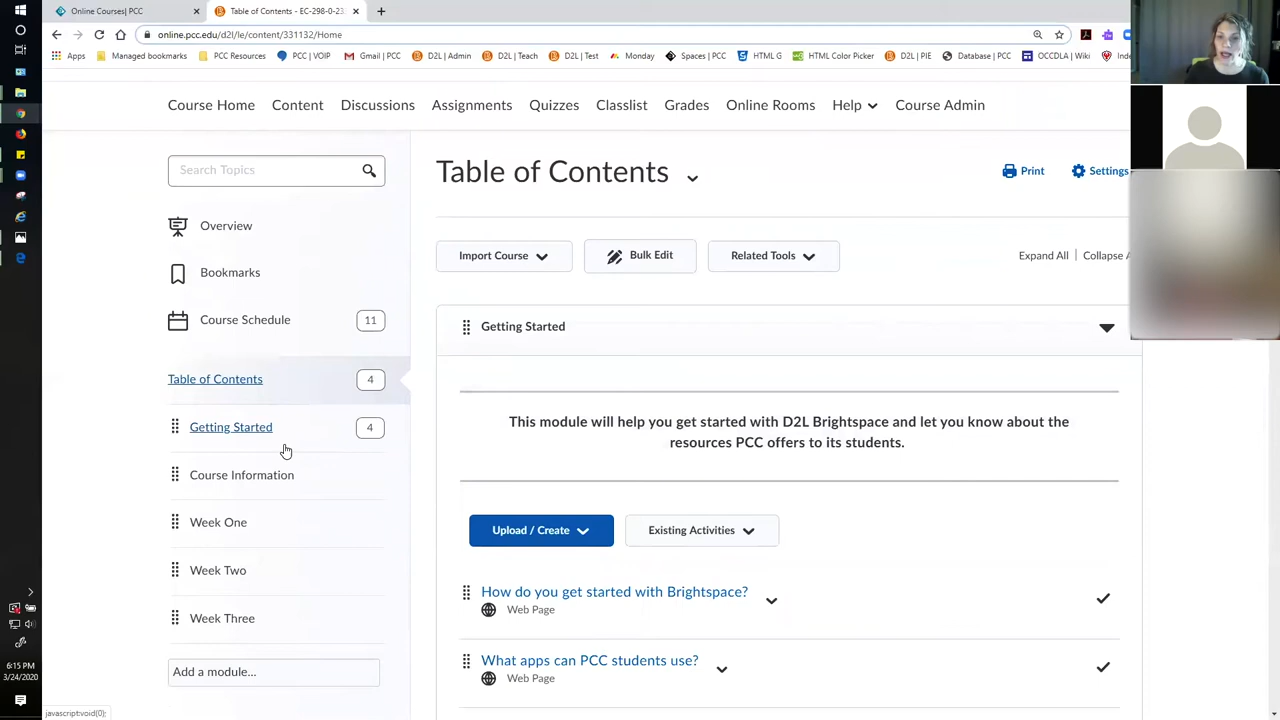 Online Courses| PCC
Table of Contents - EC-298-0-23
online.pcc.edu/d2l/le/content/331132/Home
Apps
Managed bookmarks
PCC Resources
PCC | VOIP
Gmail | PCC
D2L | Admin
D2L | Teach
D2L | Test
Monday
Spaces | PCC
HTML G
HTML Color Picker
D2L | PIE
Database | PCC
OCCDLA | Wiki
Inde
Course Home
Content
Discussions
Assignments
Quizzes
Classlist
Grades
Online Rooms
Help
Course Admin
Search Topics
Overview
Bookmarks
Course Schedule
11
Table of Contents
4
Getting Started
4
Course Information
Week One
Week Two
Week Three
Add a module...
Table of Contents
Print
Settings
Import Course
Bulk Edit
Related Tools
Expand All
Collapse A
Getting Started
This module will help you get started with D2L Brightspace and let you know about the
resources PCC offers to its students.
Upload / Create
Existing Activities
How do you get started with Brightspace?
Web Page
What apps can PCC students use?
Web Page
6:15 PM
3/24/2020
javascript:void(0);